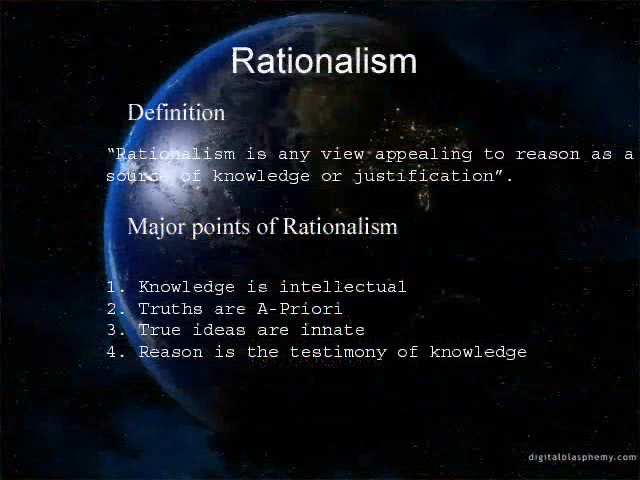 Rationalism
Definition
“Rationalism is any view appealing to reason as a
source of knowledge or justification”.
Major points of Rationalism
1. Knowledge is intellectual
2. Truths are A-Priori
3. True ideas are innate
4. Reason is the testimony of knowledge
digitalblasphemy.com